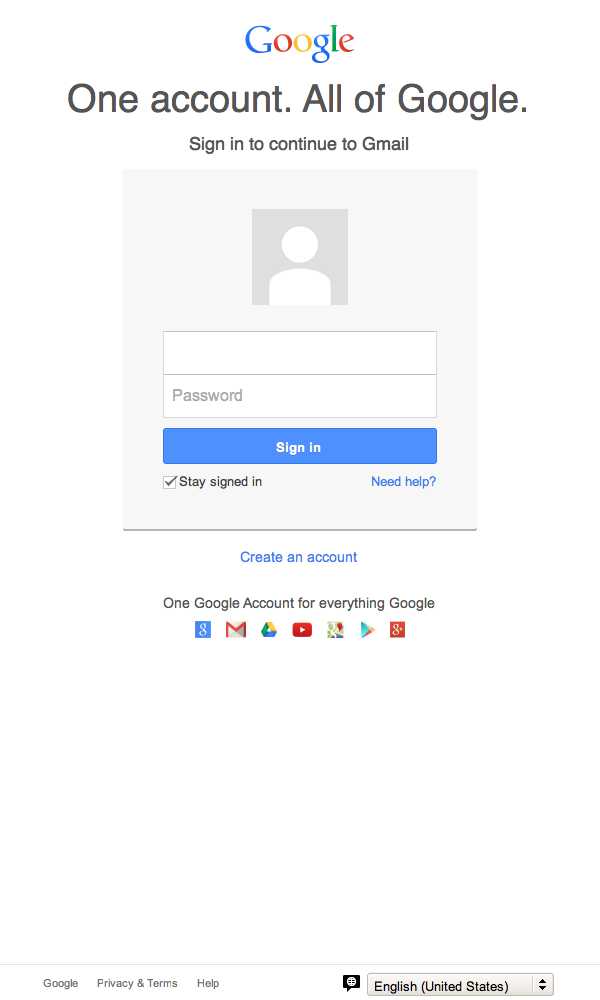 Google
One account. All of Google.
Sign in to continue to Gmail
Password
Sign in
Stay signed in
Need help?
Create an account
One Google Account for everything Google
Google
Privacy & Terms
Help
English (United States)